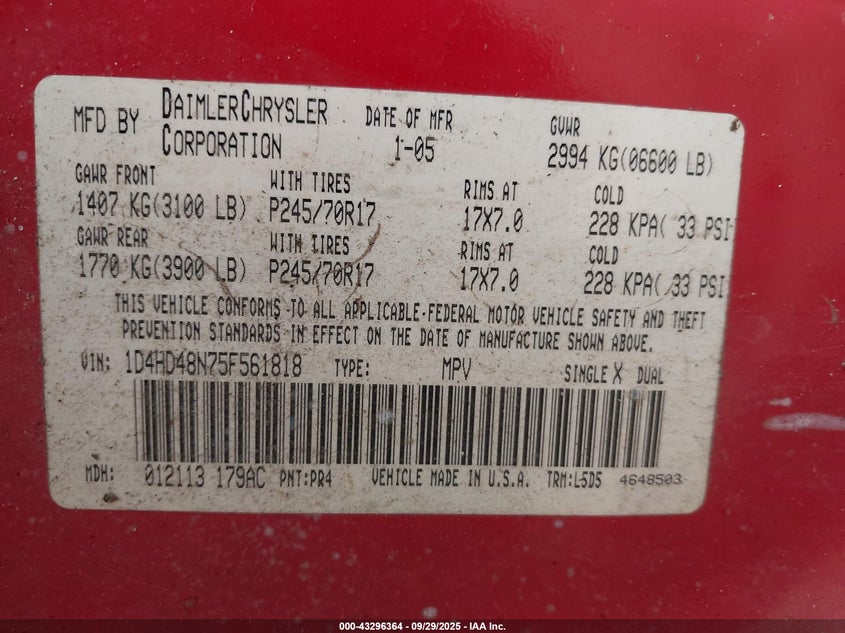 MFD BY DAIMLERCHRYSLER CORPORATION DATE OF MFR 1-05 GVWR 2994 KG(06600 LB)
GAWR FRONT WITH TIRES RIMS AT COLD
1407 KG(3100 LB) P245/70R17 17X7.0 228 KPA( 33 PSI
GAWR REAR WITH TIRES RIMS AT COLD
1770 KG(3900 LB) P245/70R17 17X7.0 228 KPA( 33 PSI
THIS VEHICLE CONFORMS TO ALL APPLICABLE FEDERAL MOTOR VEHICLE SAFETY AND THEFT
PREVENTION STANDARDS IN EFFECT ON THE DATE OF MANUFACTURE SHOWN ABOVE.
VIN: 1D4HD48N75F561818 TYPE: MPV SINGLE X DUAL
MDH: 012113 179AC PNT:PR4 VEHICLE MADE IN U.S.A. TRM:L5D5 4648503
000-43296364 - 09/29/2025 - IAA Inc.